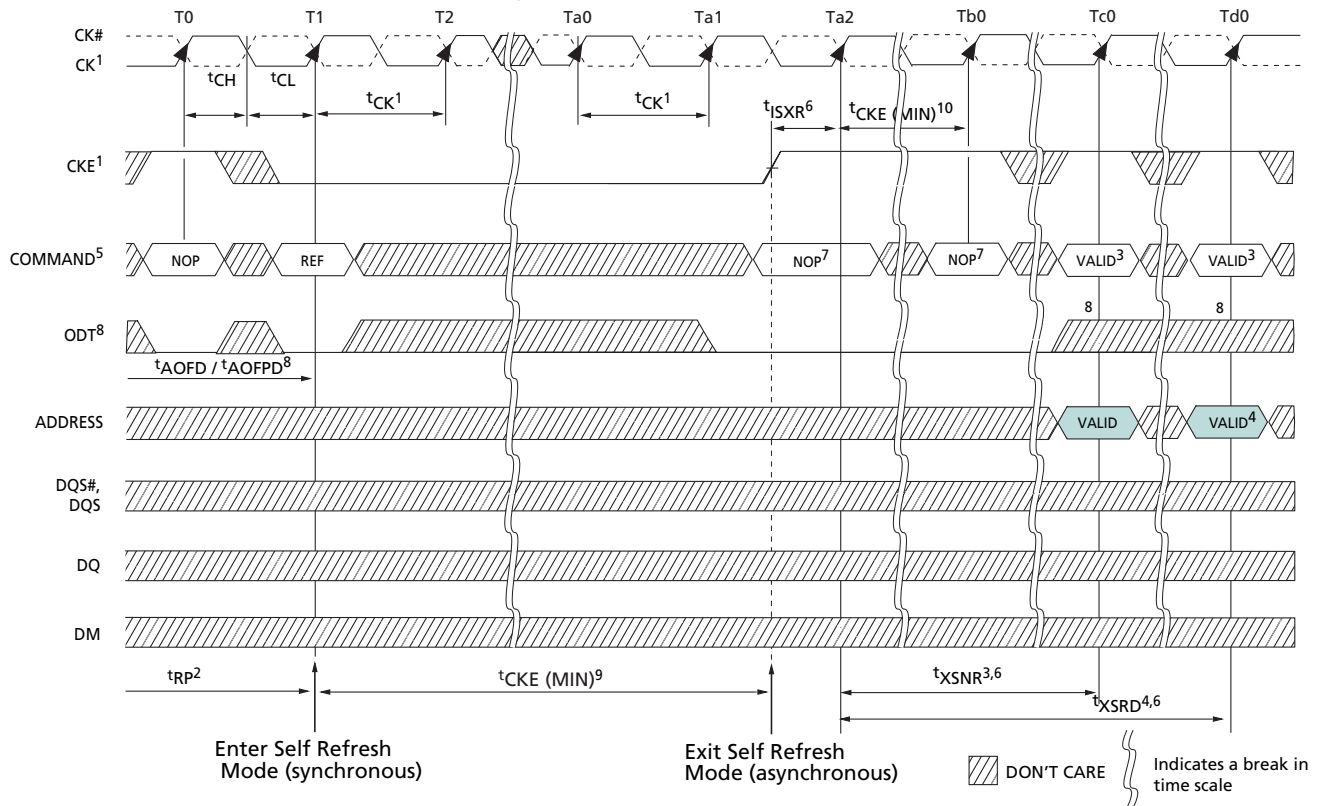 T0 T1 T2 Ta0 Ta1 Ta2 Tb0 Tc0 Td0
CK#
CK1
tCH tCL tCK1 tCK1 tISXR6 tCKE (MIN)10
CKE1
COMMAND5 NOP REF NOP7 NOP7 VALID3 VALID3
8 8
ODT8
tAOFD / tAOFPD8
ADDRESS VALID VALID4
DQS#,
DQS
DQ
DM
tRP2 tCKE (MIN)9 tXSNR3,6
tXSRD4,6
Enter Self Refresh
Mode (synchronous)
Exit Self Refresh
Mode (asynchronous)
DON'T CARE
Indicates a break in
time scale